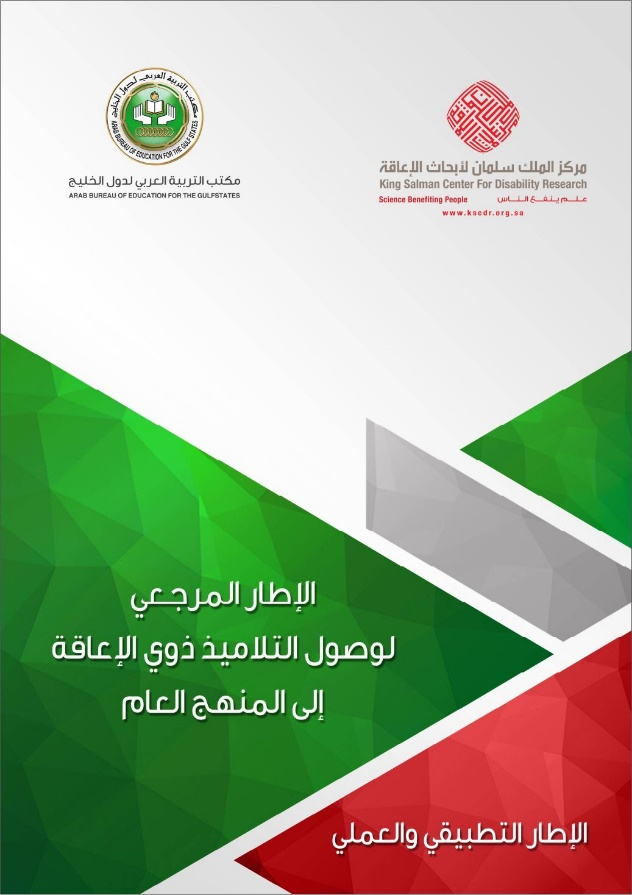 مكتب التربية العربي لدول الخليج
ARAB BUREAU OF EDUCATION FOR THE GULF STATES
مكتب التربية العربي لدول الخليج
ARAB BUREAU OF EDUCATION FOR THE GULFSTATES
مركز الملك سلمان لأبحاث الإعاقة
King Salman Center For Disability Research
Science Benefiting People علم ينفع الناس
www.kscdr.org.sa
الإطار المرجعي
لوصول التلاميذ ذوي الإعاقة
إلى المنهج العام
الإطار التطبيقي والعملي